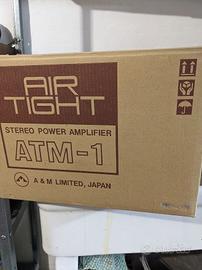 AIR
TIGHT
STEREO POWER AMPLIFIER
ATM-1
A & M LIMITED, JAPAN